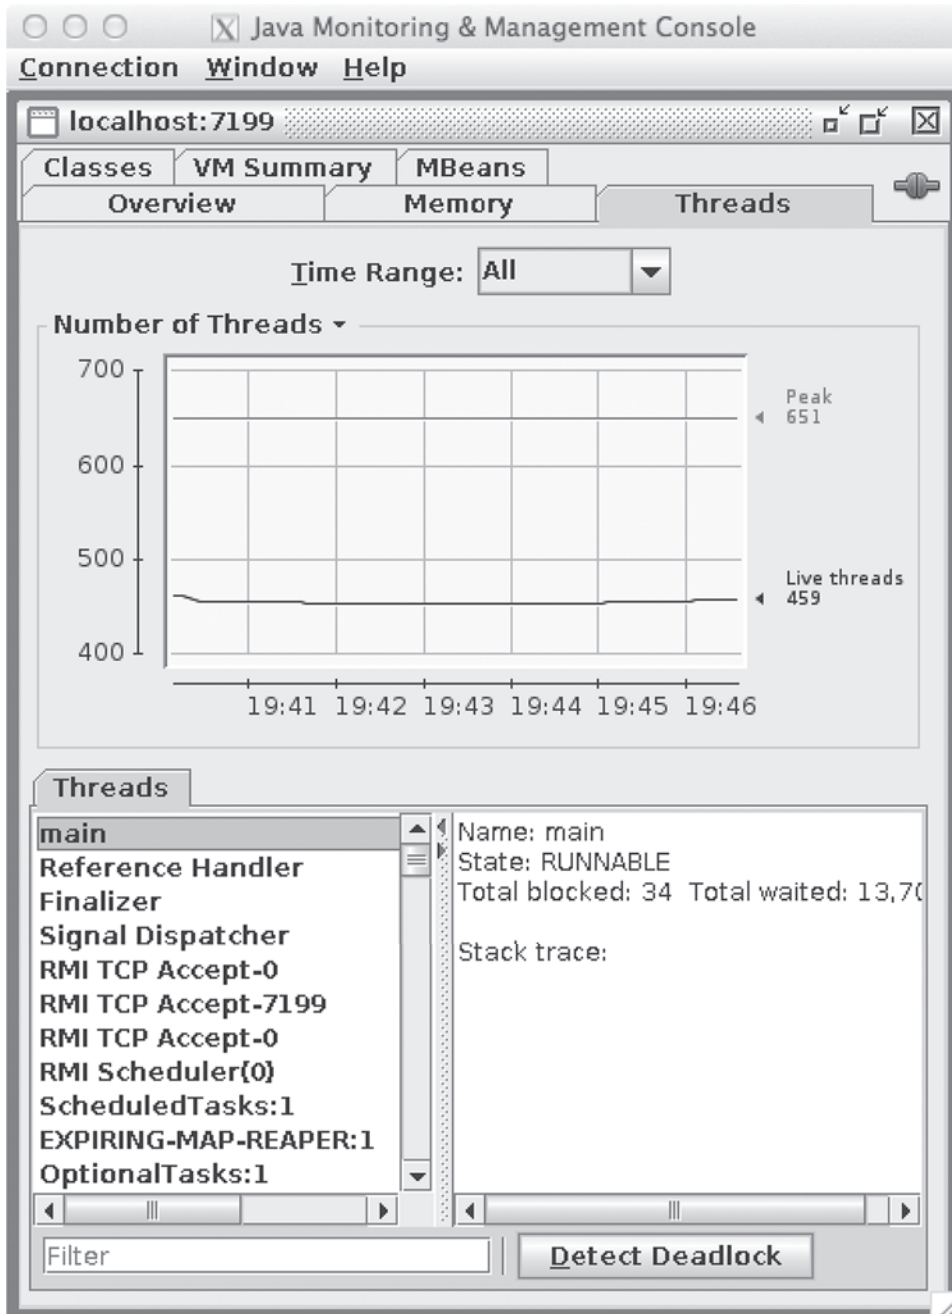 Java Monitoring & Management Console
Connection Window Help
localhost:7199
Classes VM Summary MBeans
Overview Memory Threads
Time Range: All
Number of Threads
700
Peak
651
600
500
Live threads
459
400
19:41 19:42 19:43 19:44 19:45 19:46
Threads
main
Reference Handler
Finalizer
Signal Dispatcher
RMI TCP Accept-0
RMI TCP Accept-7199
RMI TCP Accept-0
RMI Scheduler{0}
ScheduledTasks:1
EXPIRING-MAP-REAPER:1
OptionalTasks:1
Name: main
State: RUNNABLE
Total blocked: 34 Total waited:
Stack trace:
Filter
Detect Deadlock